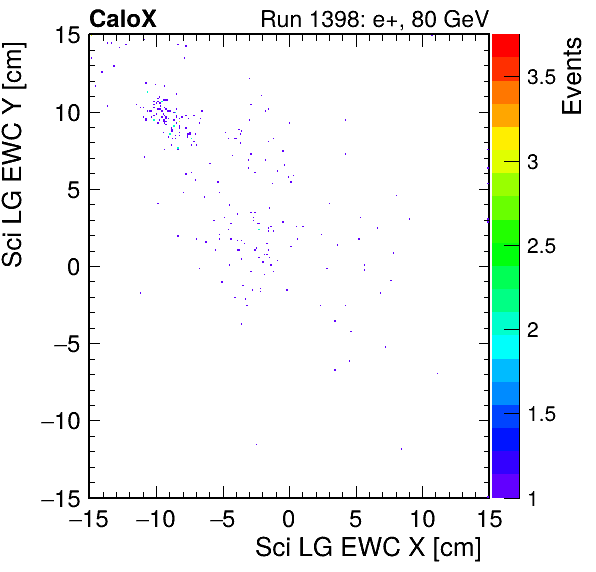 CaloX Run 1398: e+, 80 GeV
Sci LG EWC Y [cm]
15
10
5
0
−5
−10
−15
−15 −10 −5 0 5 10 15
Sci LG EWC X [cm]
Events
3.5
3
2.5
2
1.5
1